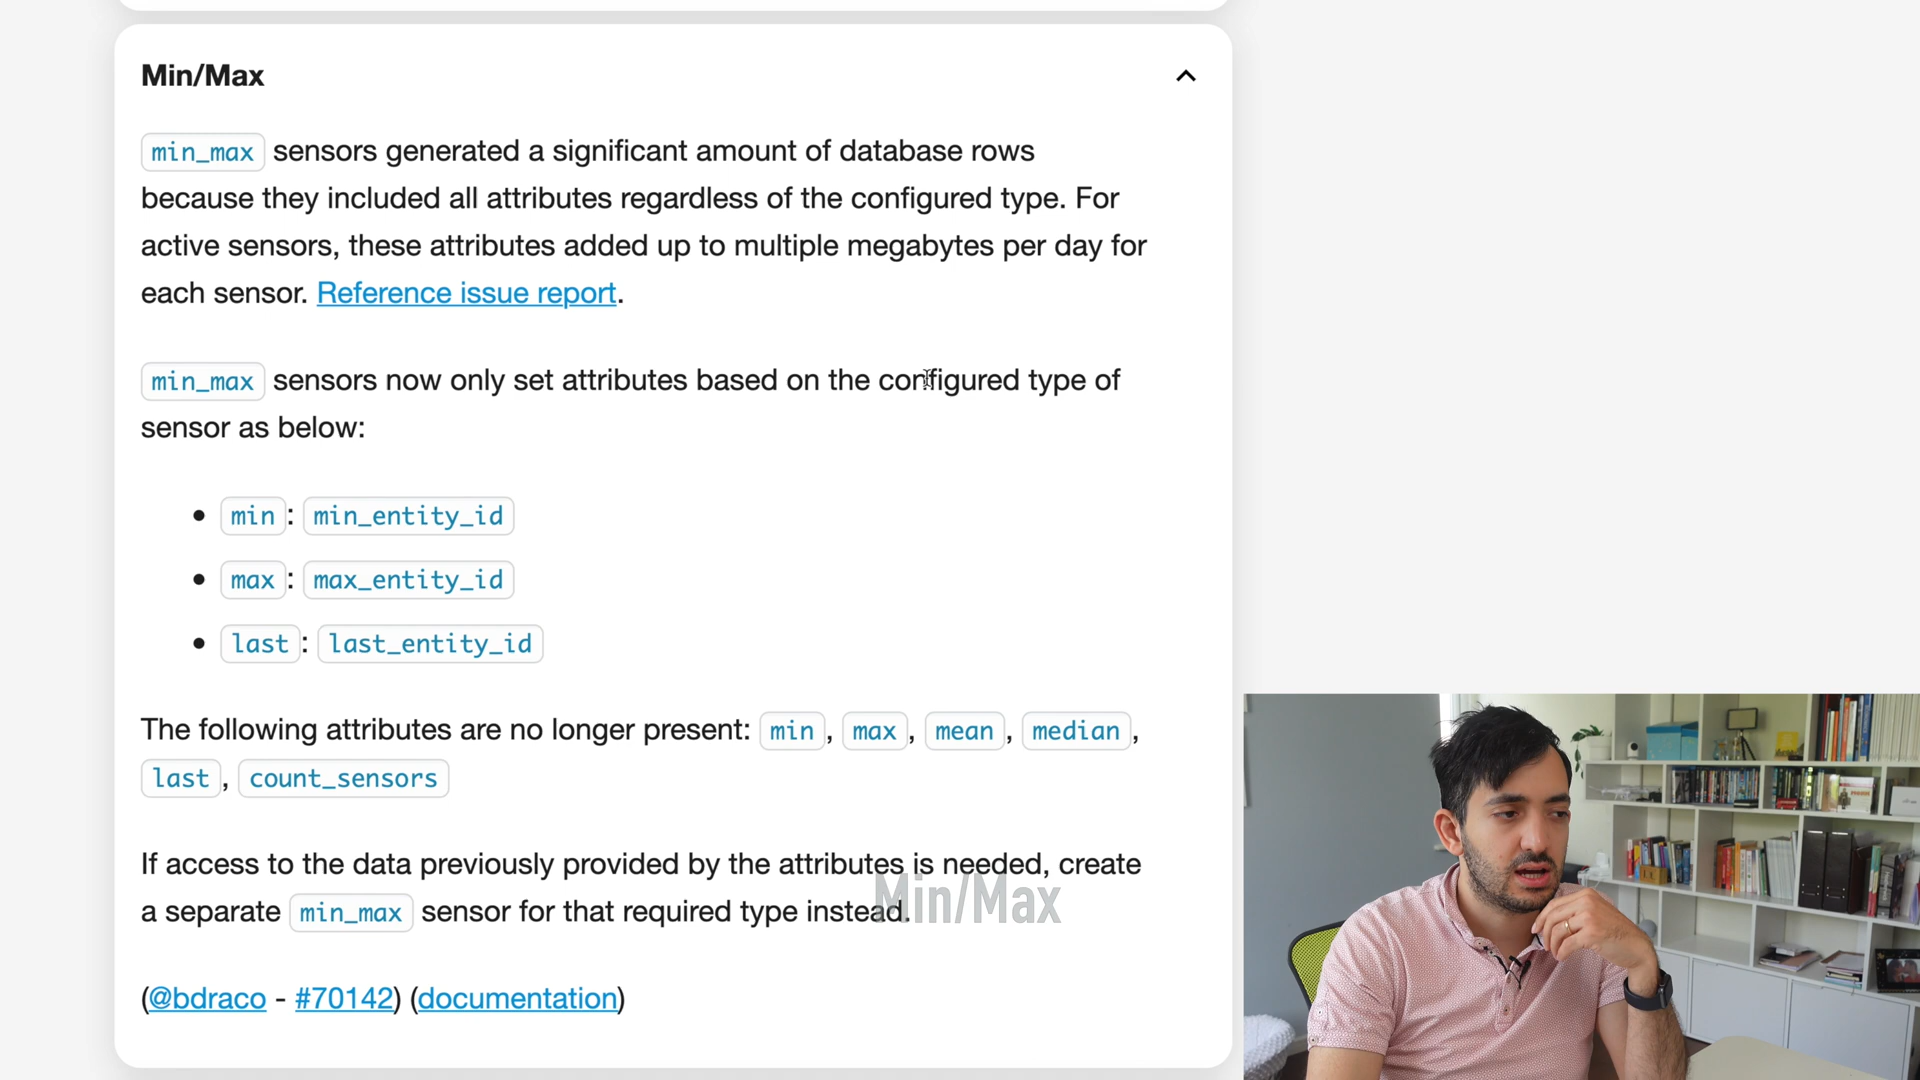 Min/Max
min_max sensors generated a significant amount of database rows
because they included all attributes regardless of the configured type. For
active sensors, these attributes added up to multiple megabytes per day for
each sensor. Reference issue report.
min_max sensors now only set attributes based on the configured type of
sensor as below:
• min: min_entity_id
• max: max_entity_id
• last: last_entity_id
The following attributes are no longer present: min, max, mean, median,
last, count_sensors
If access to the data previously provided by the attributes is needed, create
a separate min_max sensor for that required type instead.
Min/Max
(@bdraco - #70142) (documentation)